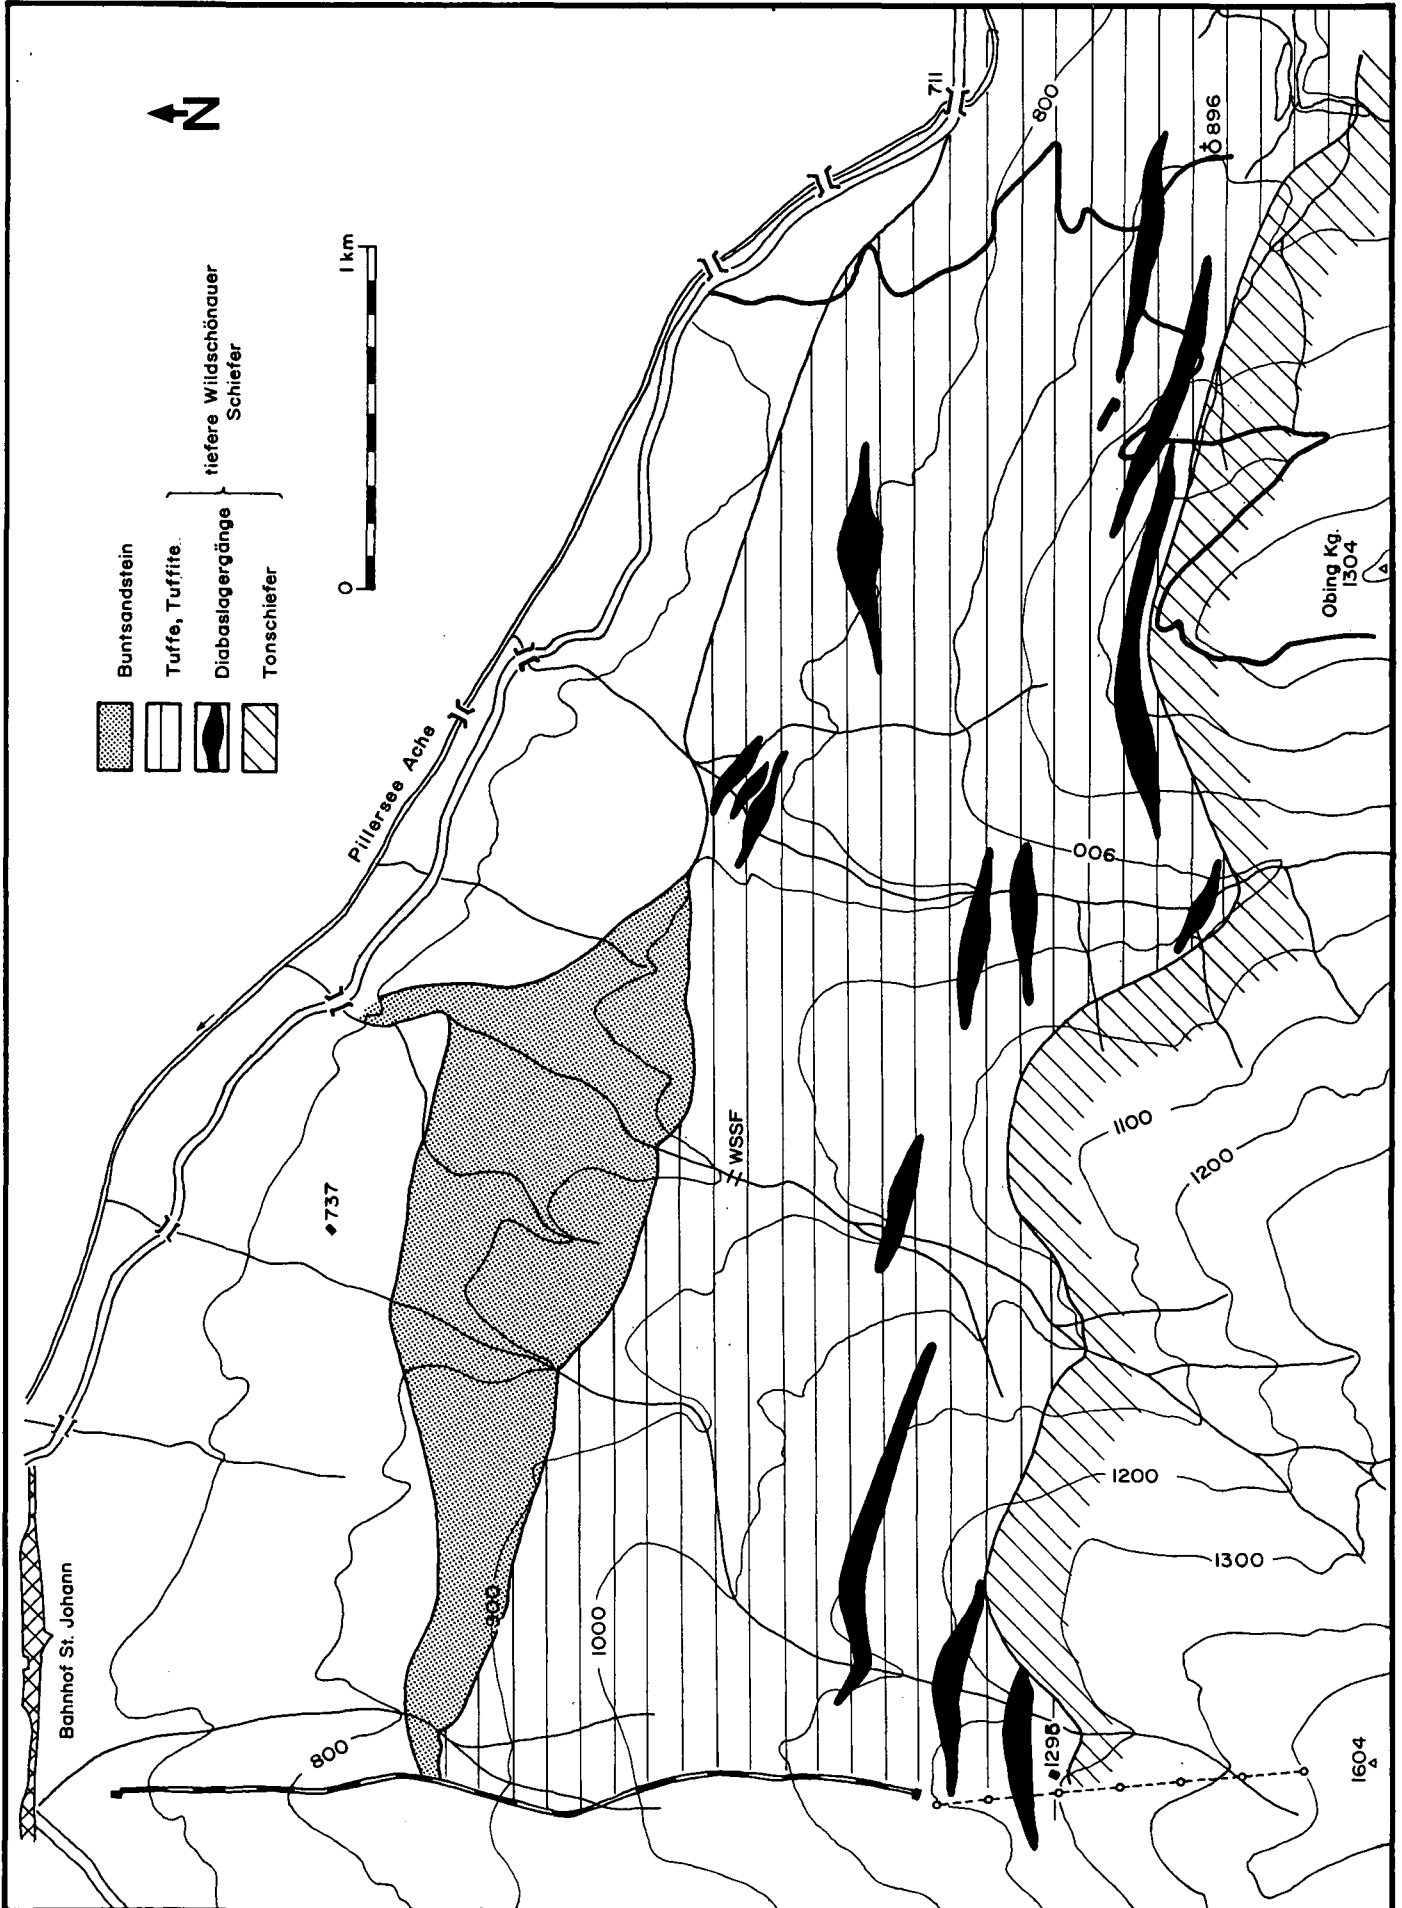 N
Buntsandstein
Tuffe, Tuffite
Diabaslagergänge
Tonschiefer
tiefere Wildschönauer
Schiefer
0
1 km
Bahnhof St. Johann
Pillersee Ache
711
737
WSSF
800
896
800
900
1000
900
1100
1200
1200
1300
1295
1604
Obing Kg.
1304